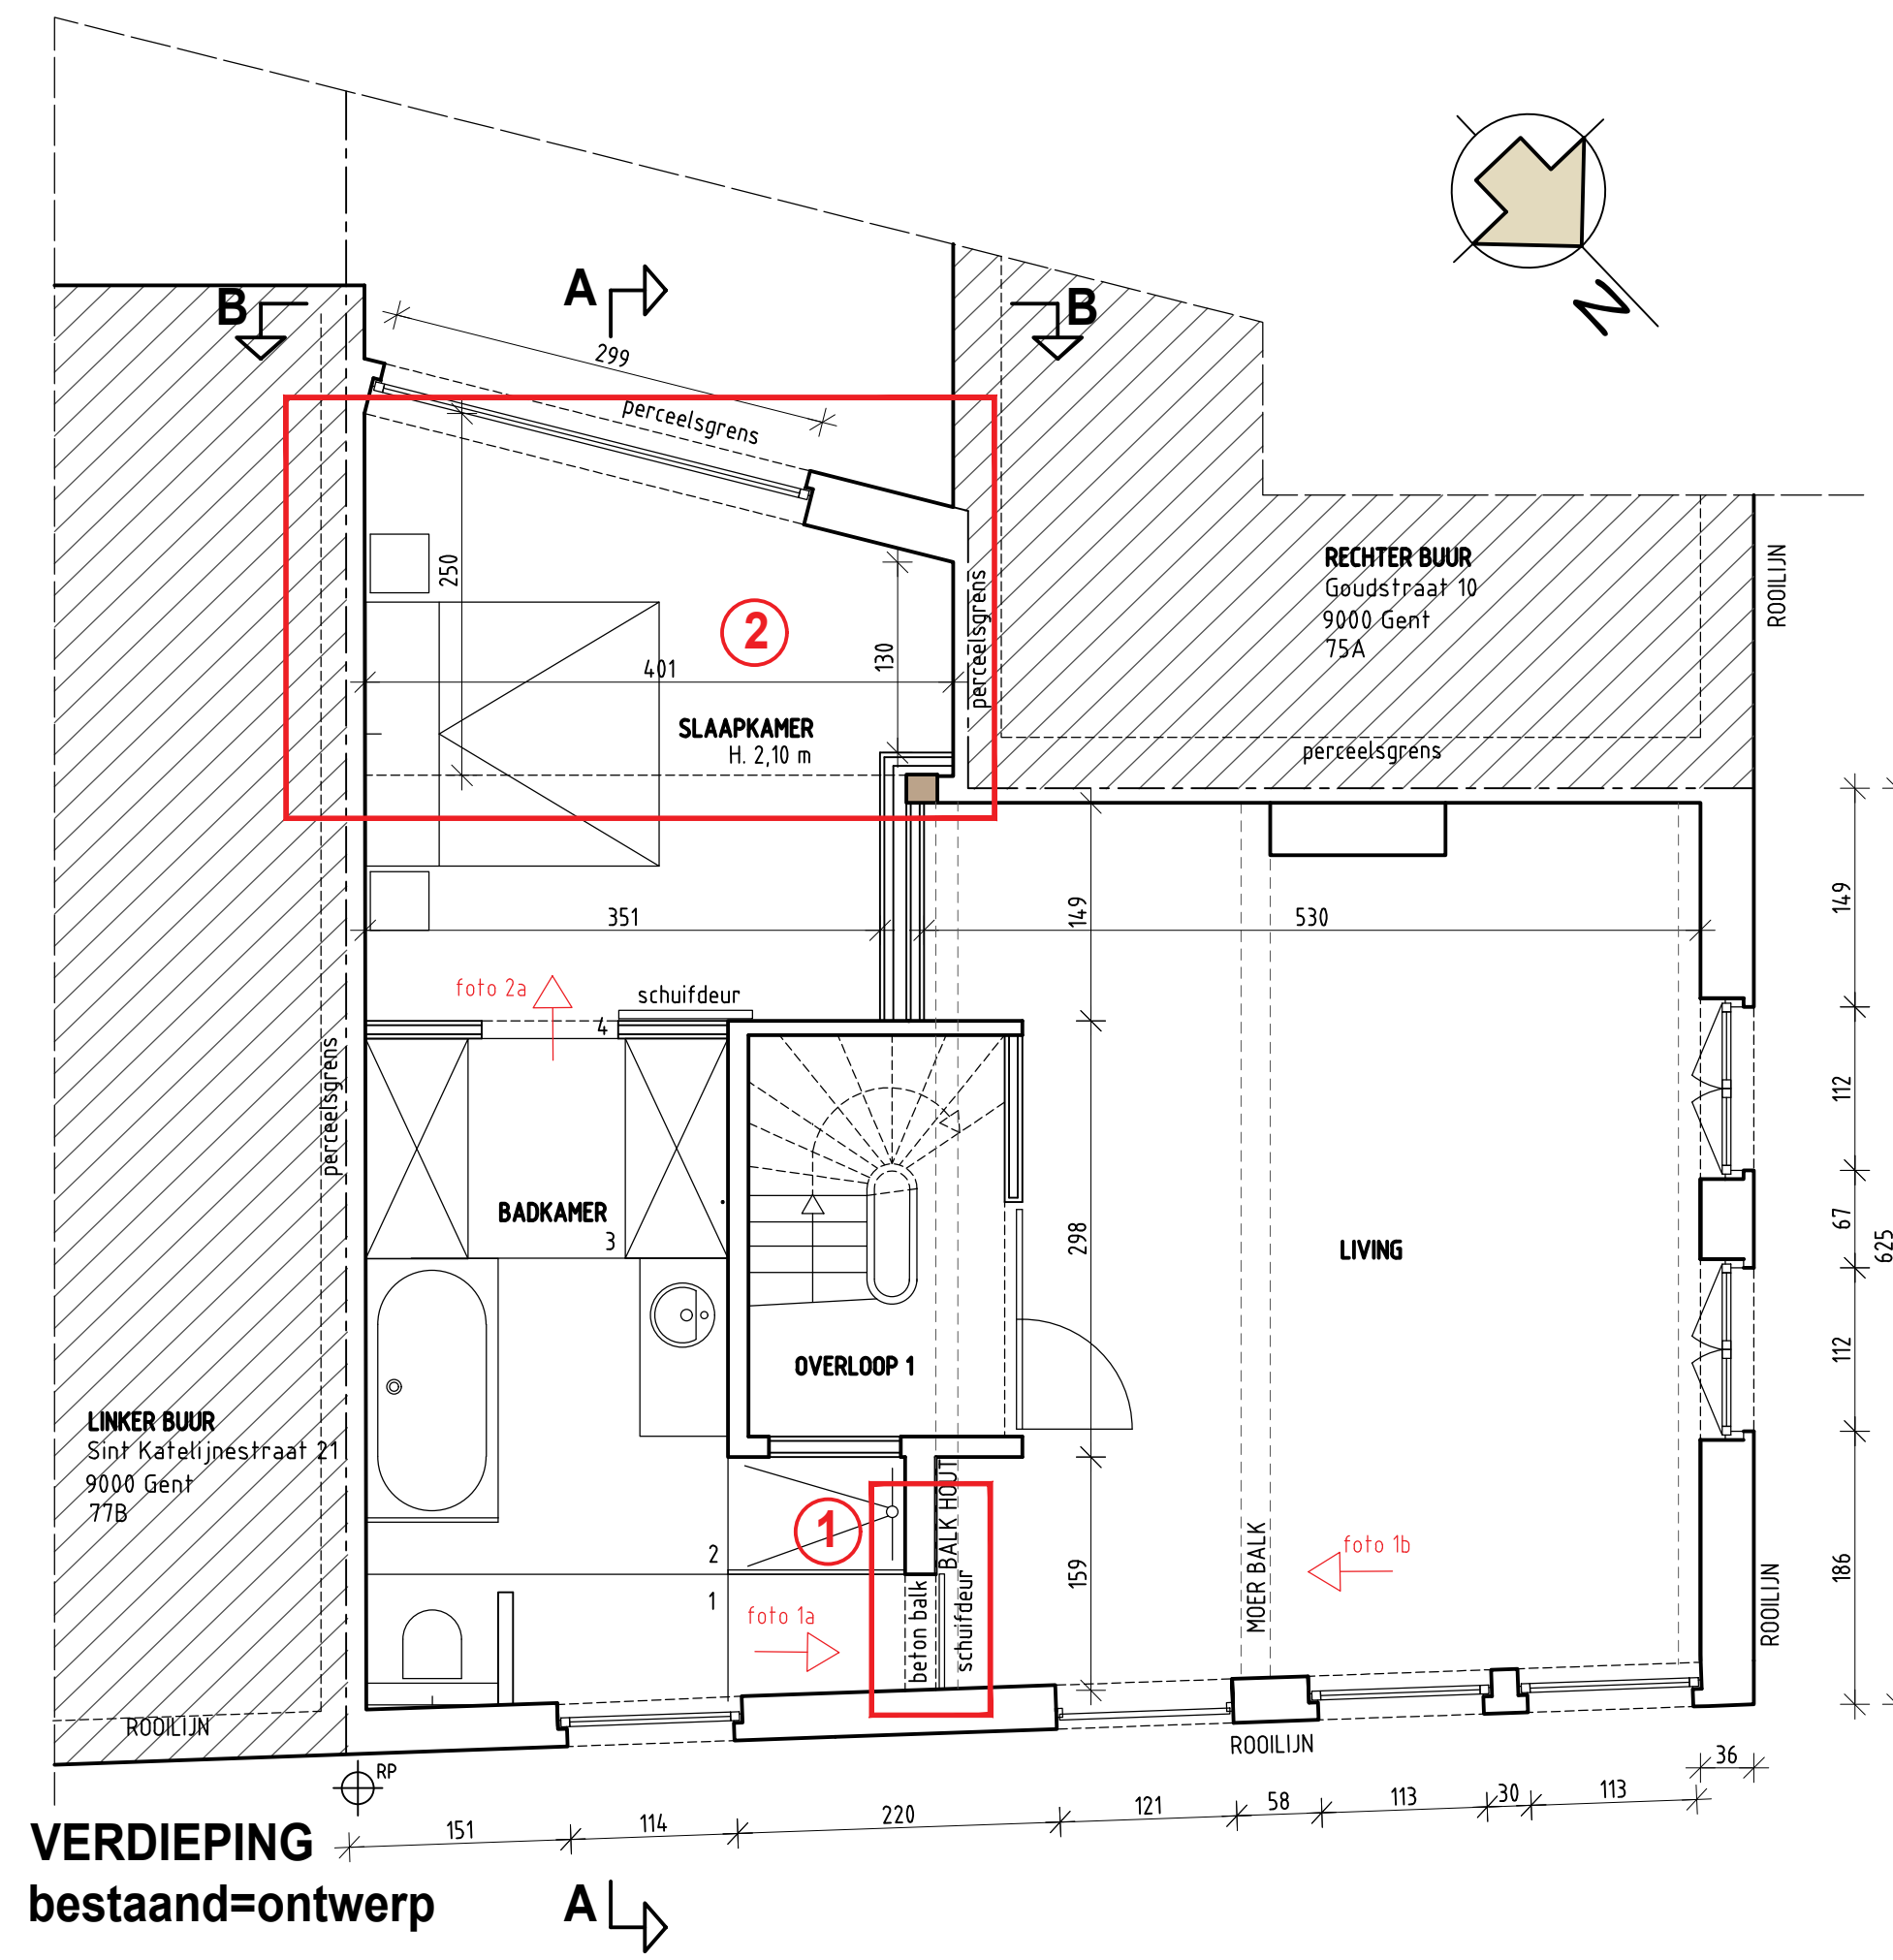 A
B
B
299
perceelsgrens
N
250
2
130
401
SLAAPKAMER
H. 2,10 m
perceelsgrens
RECHTER BUUR
Goudstraat 10
9000 Gent
75A
ROOILIJN
perceelsgrens
351
149
530
149
foto 2a
schuifdeur
4
perceelsgrens
112
BADKAMER
3
298
LIVING
67
625
OVERLOOP 1
112
LINKER BUUR
Sint Katelijnestraat 21
9000 Gent
77B
1
BALK HOUT
2
1
foto 1a
beton balk
schuifdeur
159
MOER BALK
foto 1b
186
ROOILIJN
ROOILIJN
ROOILIJN
RP
36
151
114
220
121
58
113
30
113
VERDIEPING
bestaand=ontwerp
A